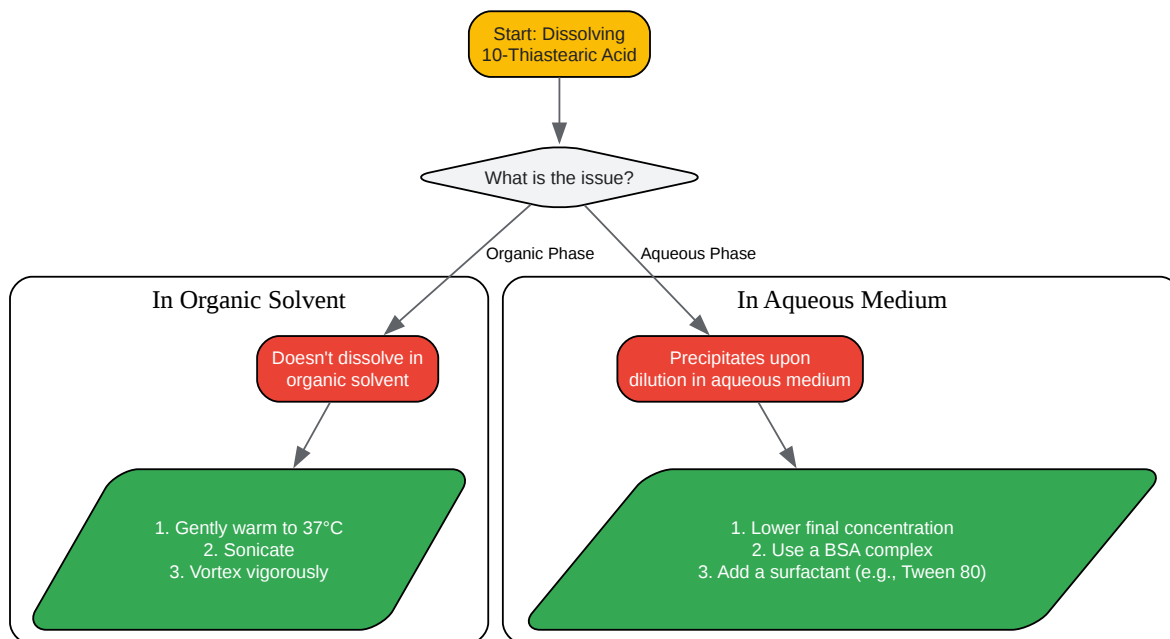 Start: Dissolving
10-Thiastearic Acid
What is the issue?
Organic Phase
Aqueous Phase
In Organic Solvent
Doesn't dissolve in
organic solvent
1. Gently warm to 37°C
2. Sonicate
3. Vortex vigorously
In Aqueous Medium
Precipitates upon
dilution in aqueous medium
1. Lower final concentration
2. Use a BSA complex
3. Add a surfactant (e.g., Tween 80)